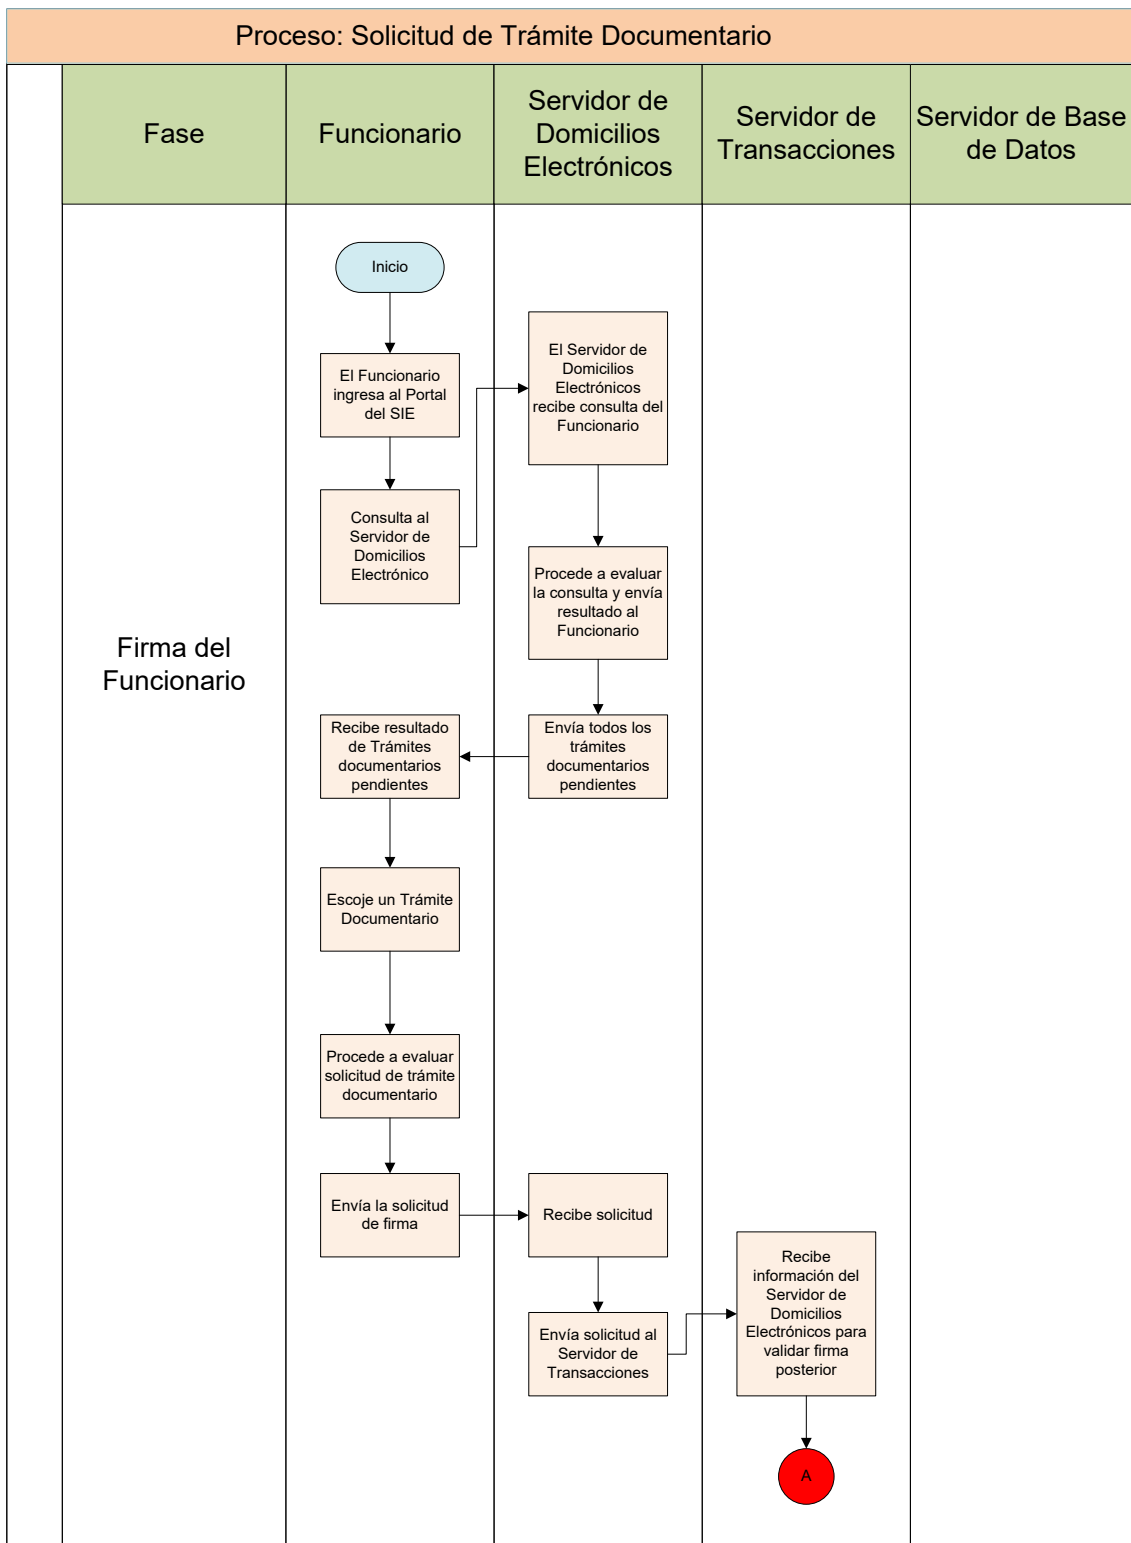 Proceso: Solicitud de Trámite Documentario
Fase
Funcionario
Servidor de
Domicilios
Electrónicos
Servidor de
Transacciones
Servidor de Base
de Datos
Firma del
Funcionario
Inicio
El Funcionario
ingresa al Portal
del SIE
Consulta al
Servidor de
Domicilios
Electrónico
El Servidor de
Domicilios
Electrónicos
recibe consulta del
Funcionario
Procede a evaluar
la consulta y envía
resultado al
Funcionario
Envía todos los
trámites
documentarios
pendientes
Recibe resultado
de Trámites
documentarios
pendientes
Escoje un Trámite
Documentario
Procede a evaluar
solicitud de trámite
documentario
Envía la solicitud
de firma
Recibe solicitud
Envía solicitud al
Servidor de
Transacciones
Recibe
información del
Servidor de
Domicilios
Electrónicos para
validar firma
posterior
A